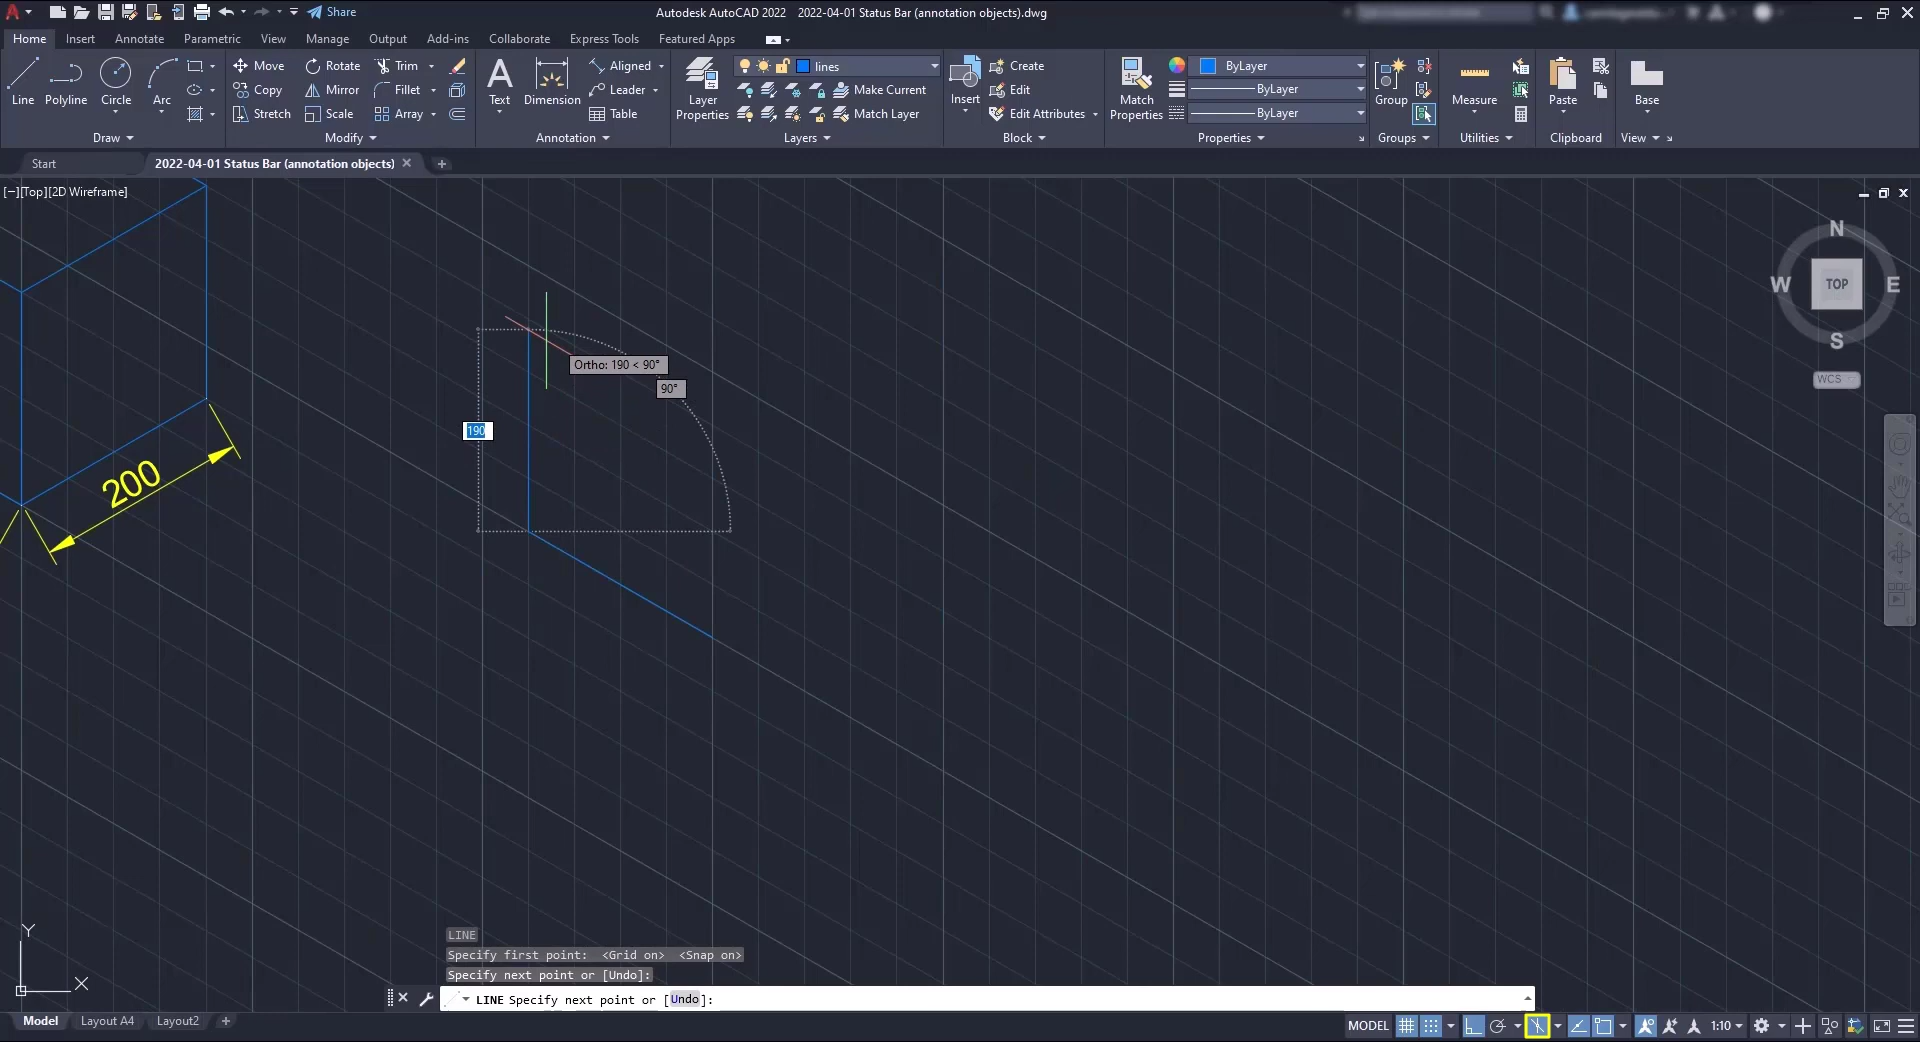 Share
Autodesk AutoCAD 2022 2022-04-01 Status Bar (annotation objects).dwg
Home Insert Annotate Parametric View Manage Output Add-ins Collaborate Express Tools Featured Apps
Line
Polyline
Circle
Arc
Draw
Move Rotate Trim
Copy Mirror Fillet
Stretch Scale Array
Modify
Text
Dimension
Aligned
Leader
Table
Annotation
Layer
Properties
lines
Make Current
Match Layer
Layers
Insert
Create
Edit
Edit Attributes
Block
Match
Properties
ByLayer
ByLayer
ByLayer
Properties
Group
Groups
Measure
Utilities
Paste
Clipboard
Base
View
Start
2022-04-01 Status Bar (annotation objects)
[−][Top][2D Wireframe]
N
W TOP E
S
WCS
Ortho: 190 < 90°
90°
190
200
Y
X
LINE
Specify first point: <Grid on> <Snap on>
Specify next point or [Undo]:
LINE Specify next point or [Undo]:
Model Layout A4 Layout2
MODEL
1:10